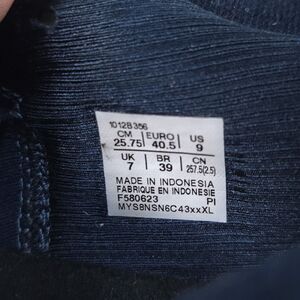 1012B356
CM EURO US
25.75 40.5 9
UK BR CN
7 39 257.5(2.5)
MADE IN INDONESIA
FABRIQUE EN INDONESIE
F580623 PI
MYS8NSN6C43xxXL